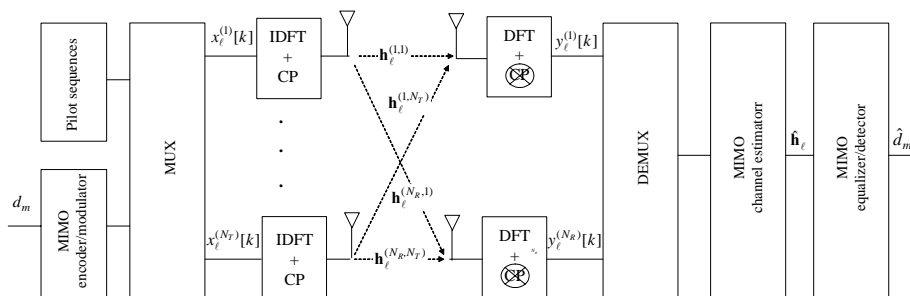 Pilot sequences
d_m
MIMO
encoder/modulator
MUX
x_ℓ^{(1)}[k]
IDFT
+
CP
x_ℓ^{(N_T)}[k]
IDFT
+
CP
h_ℓ^{(1,1)}
h_ℓ^{(1,N_T)}
h_ℓ^{(N_R,1)}
h_ℓ^{(N_R,N_T)}
DFT
+
CP
y_ℓ^{(1)}[k]
DFT
+
CP
y_ℓ^{(N_R)}[k]
DEMUX
MIMO
channel estimatorr
ĥ_ℓ
MIMO
equalizer/detector
d̂_m